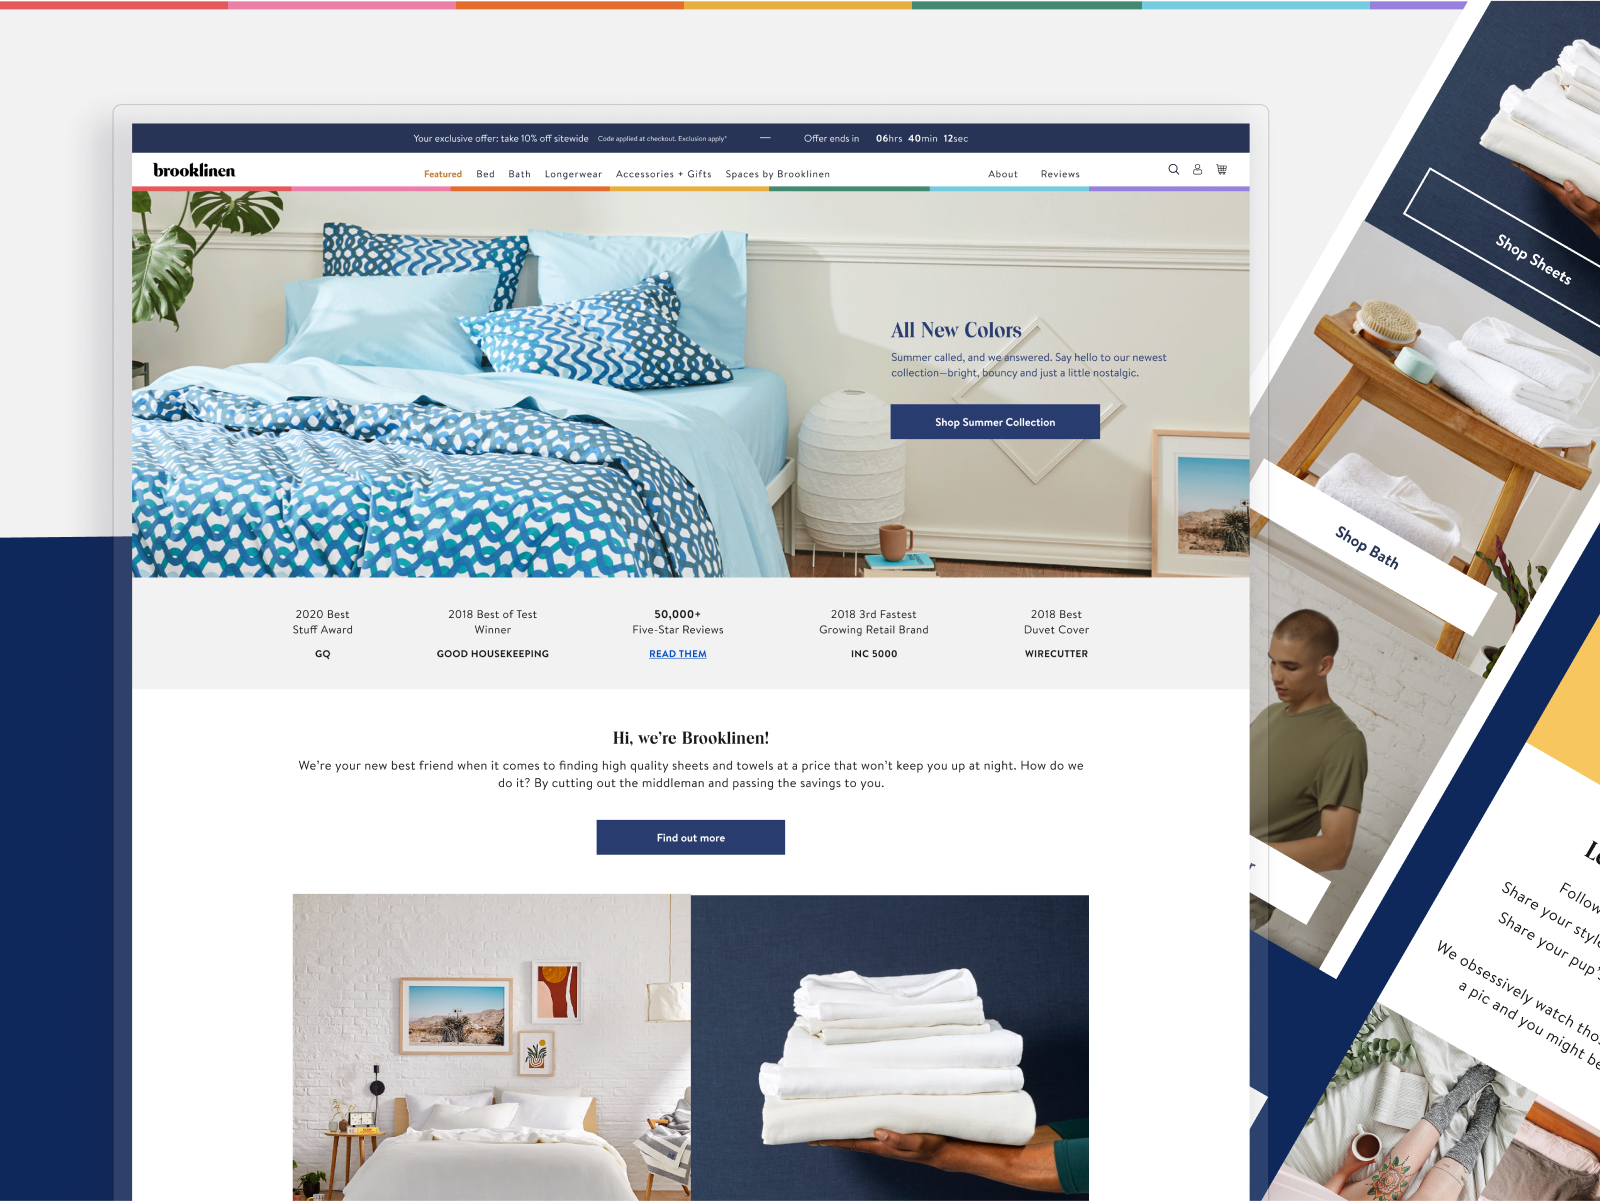 Your exclusive offer: take 10% off sitewide Code applied at checkout. Exclusion apply* — Offer ends in 06hrs 40min 12sec
brooklinen
Featured Bed Bath Longerwear Accessories + Gifts Spaces by Brooklinen About Reviews
All New Colors
Summer called, and we answered. Say hello to our newest
collection—bright, bouncy and just a little nostalgic.
Shop Summer Collection
2020 Best
Stuff Award
GQ
2018 Best of Test
Winner
GOOD HOUSEKEEPING
50,000+
Five-Star Reviews
READ THEM
2018 3rd Fastest
Growing Retail Brand
INC 5000
2018 Best
Duvet Cover
WIRECUTTER
Hi, we’re Brooklinen!
We’re your new best friend when it comes to finding high quality sheets and towels at a price that won’t keep you up at night. How do we
do it? By cutting out the middleman and passing the savings to you.
Find out more
Shop Sheets
Shop Bath
Follow
Share your style
Share your pup’s
We obsessively watch
a pic and you might be